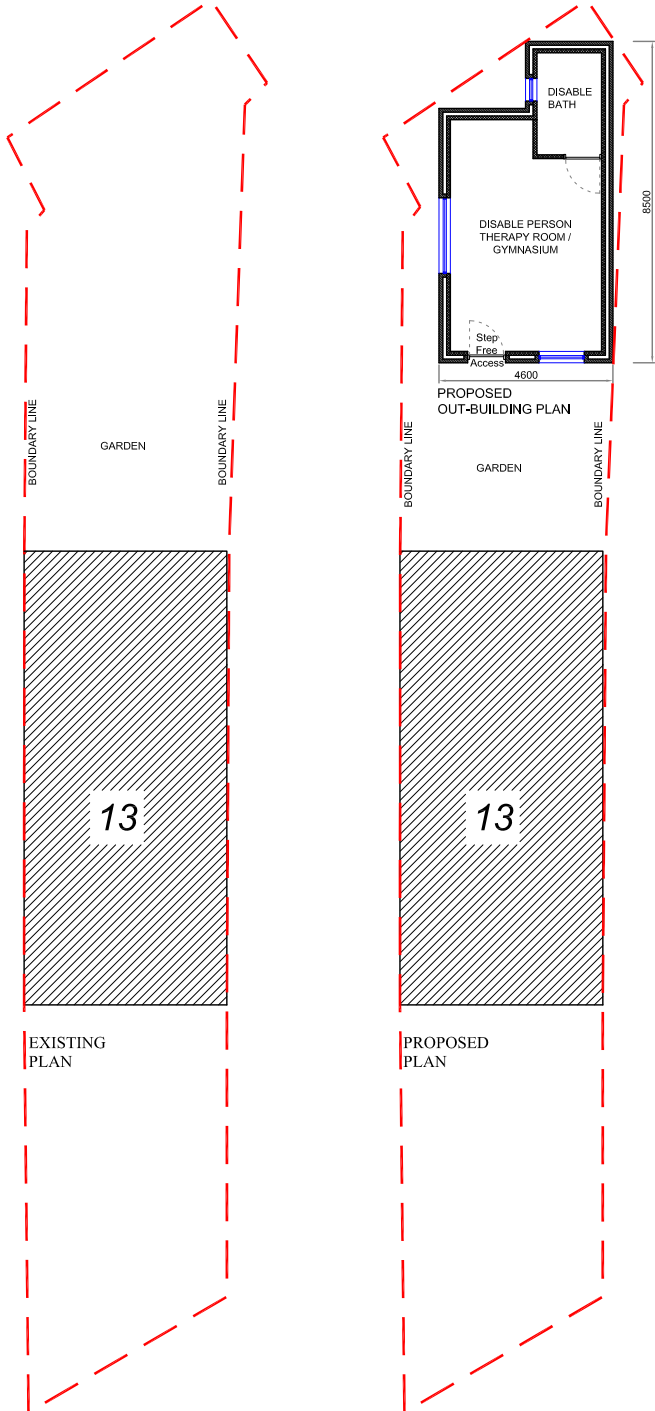 BOUNDARY LINE
GARDEN
BOUNDARY LINE
13
EXISTING
PLAN
DISABLE
BATH
DISABLE PERSON
THERAPY ROOM /
GYMNASIUM
Step
Free
Access
8500
4600
PROPOSED
OUT-BUILDING PLAN
BOUNDARY LINE
GARDEN
BOUNDARY LINE
13
PROPOSED
PLAN